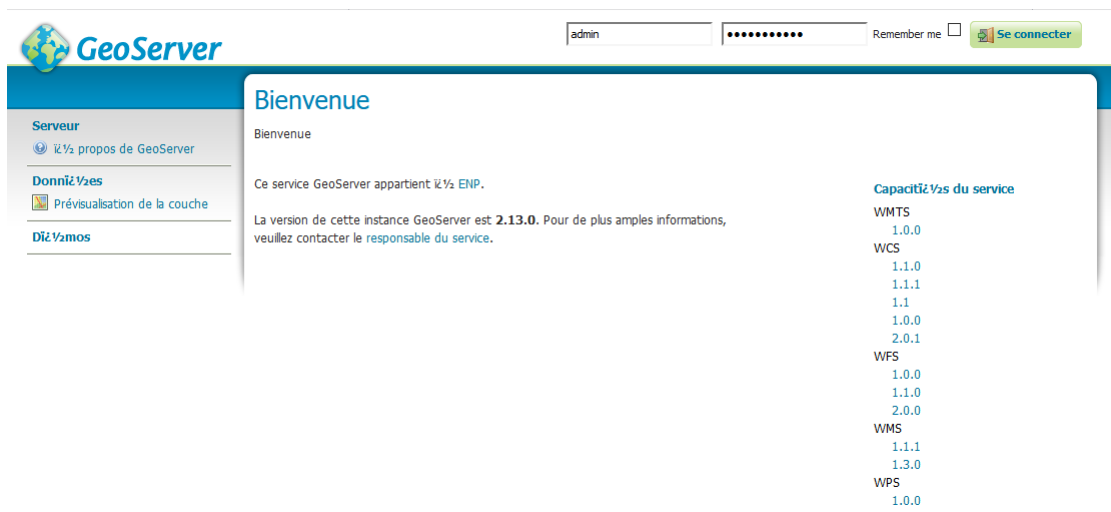 GeoServer
admin
•••••••••••
Remember me
Se connecter
Serveur
ï¿½ propos de GeoServer
Donnï¿½es
Prévisualisation de la couche
Dï¿½mos
Bienvenue
Bienvenue
Ce service GeoServer appartient ï¿½ ENP.
La version de cette instance GeoServer est 2.13.0. Pour de plus amples informations,
veuillez contacter le responsable du service.
Capacitï¿½s du service
WMTS
1.0.0
WCS
1.1.0
1.1.1
1.1
1.0.0
2.0.1
WFS
1.0.0
1.1.0
2.0.0
WMS
1.1.1
1.3.0
WPS
1.0.0